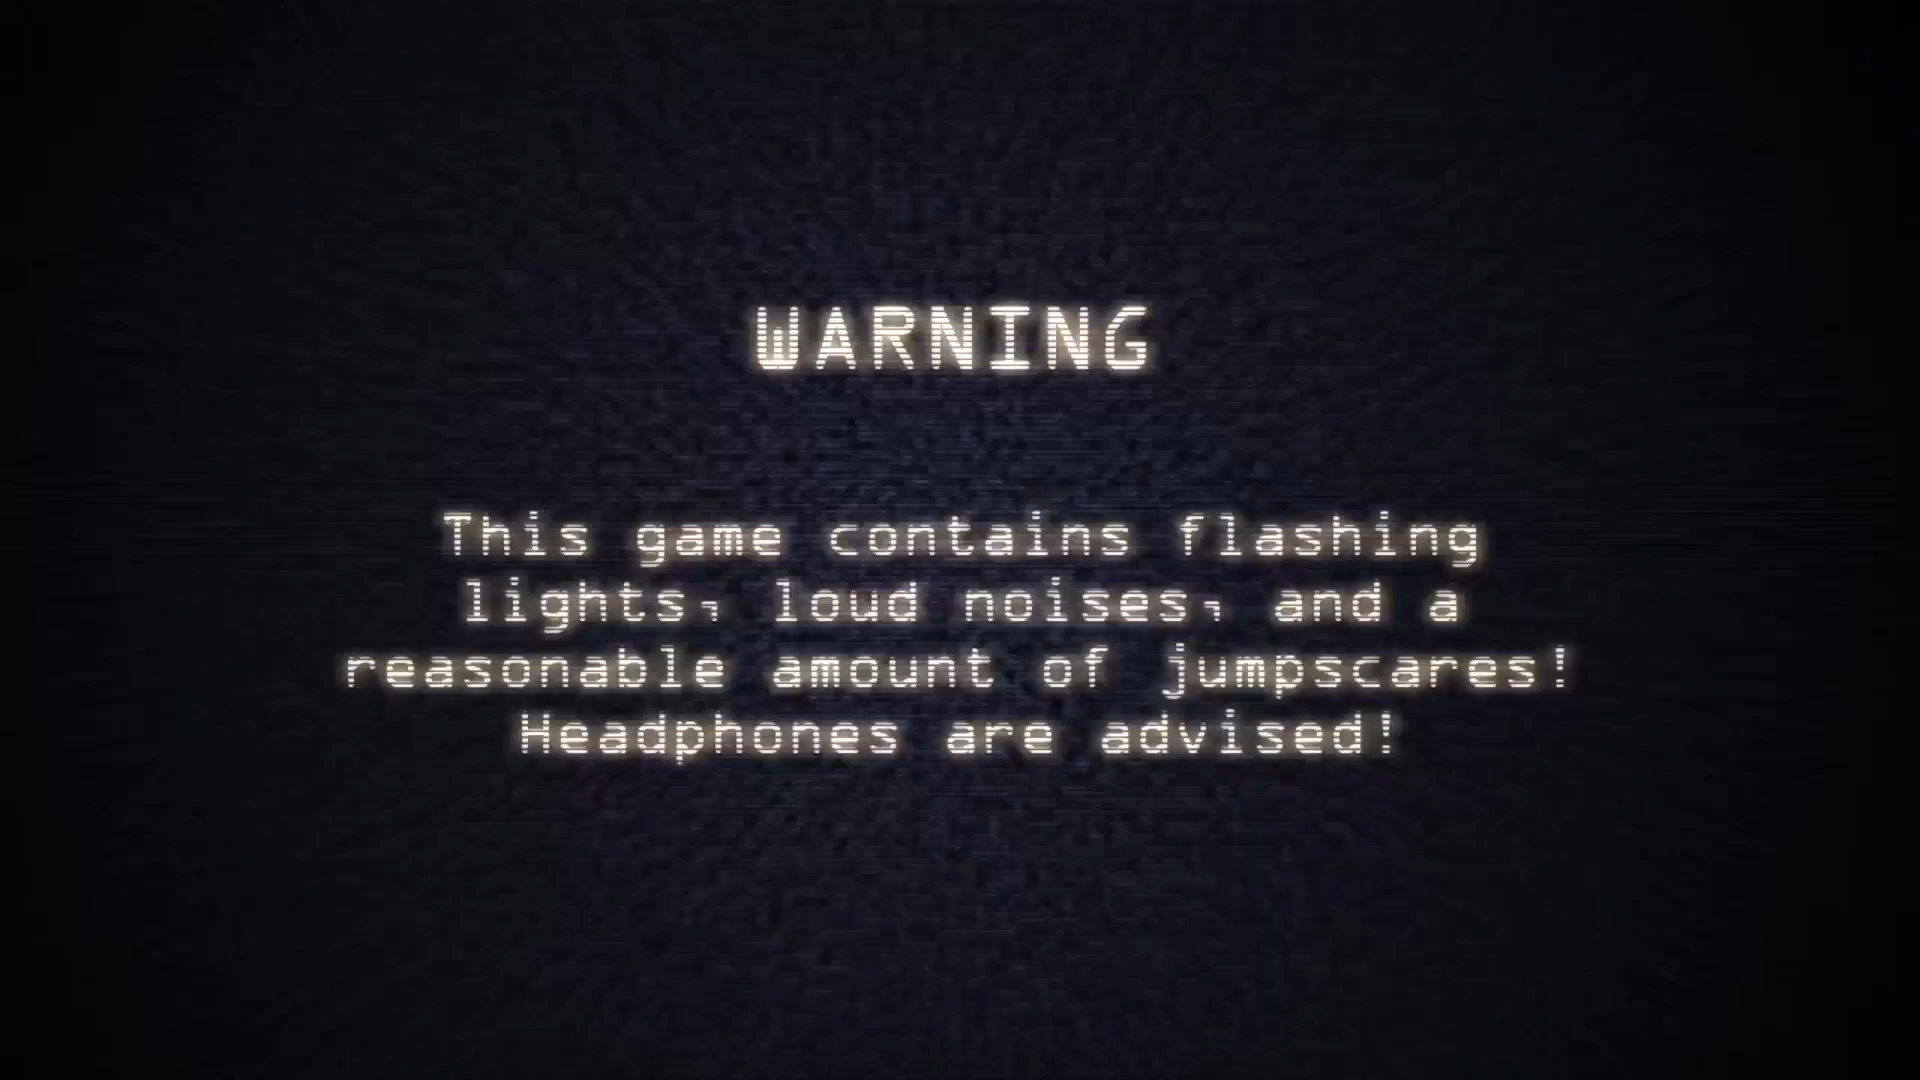 WARNING
This game contains flashing
lights, loud noises, and a
reasonable amount of jumpscares!
Headphones are advised!